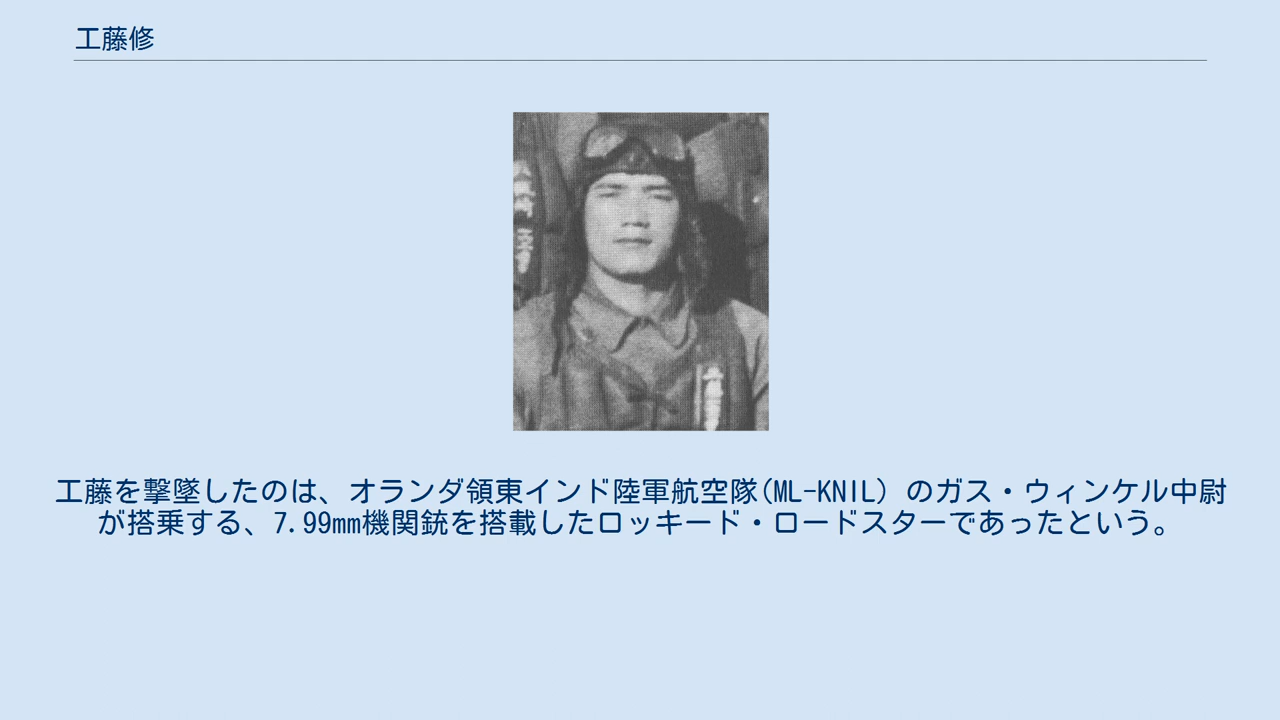 工藤修
工藤を撃墜したのは、オランダ領東インド陸軍航空隊(ML-KNIL) のガス・ウィンケル中尉
が搭乗する、7.99mm機関銃を搭載したロッキード・ロードスターであったという。